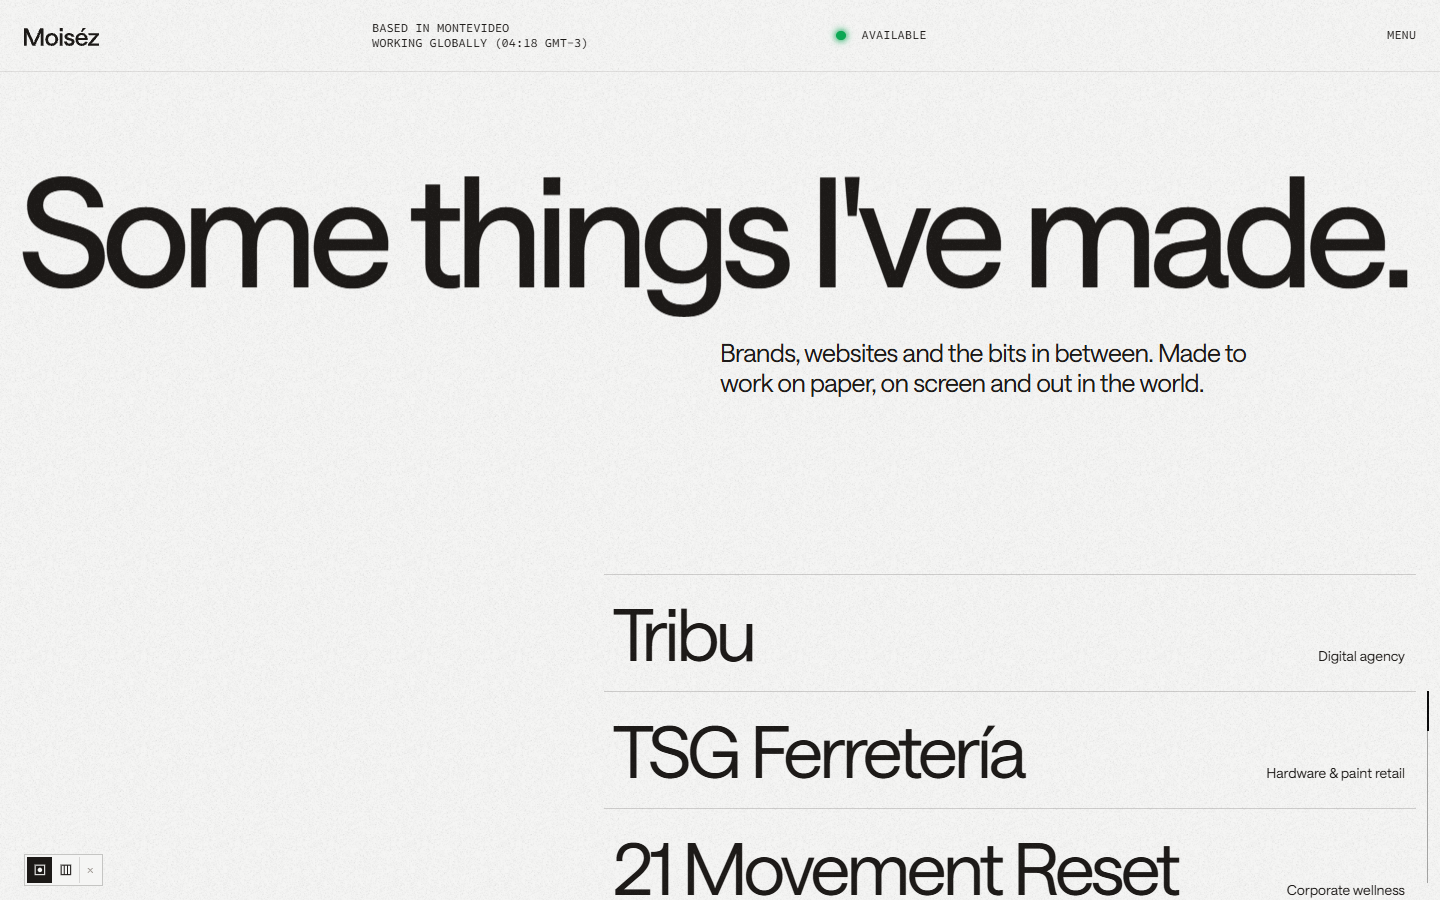 Moiséz
BASED IN MONTEVIDEO
WORKING GLOBALLY (04:18 GMT-3)
AVAILABLE
MENU
Some things I've made.
Brands, websites and the bits in between. Made to
work on paper, on screen and out in the world.
Tribu
Digital agency
TSG Ferretería
Hardware & paint retail
21 Movement Reset
Corporate wellness